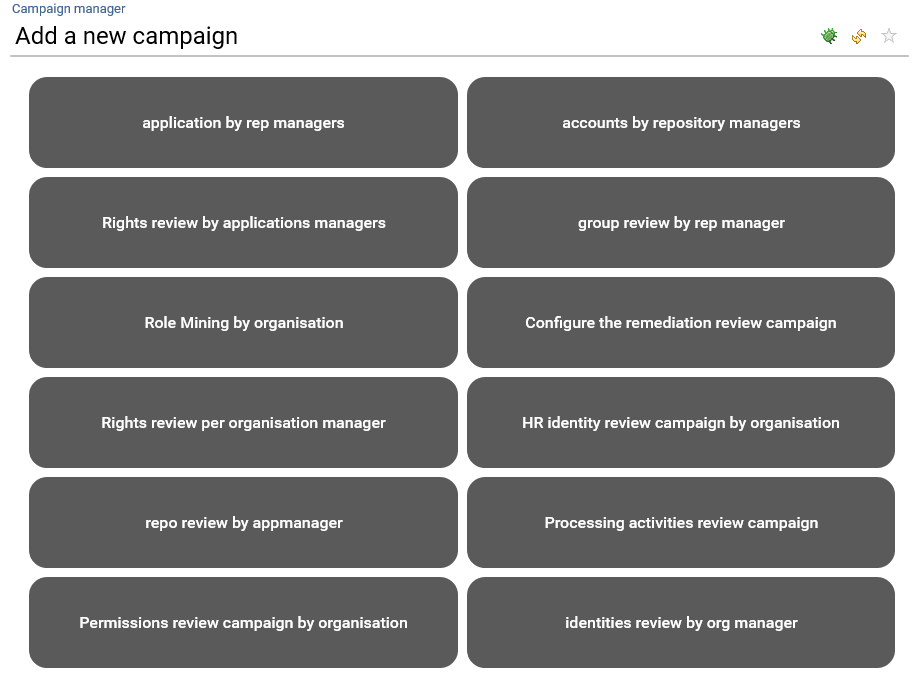 Campaign manager
Add a new campaign
application by rep managers
accounts by repository managers
Rights review by applications managers
group review by rep manager
Role Mining by organisation
Configure the remediation review campaign
Rights review per organisation manager
HR identity review campaign by organisation
repo review by appmanager
Processing activities review campaign
Permissions review campaign by organisation
identities review by org manager